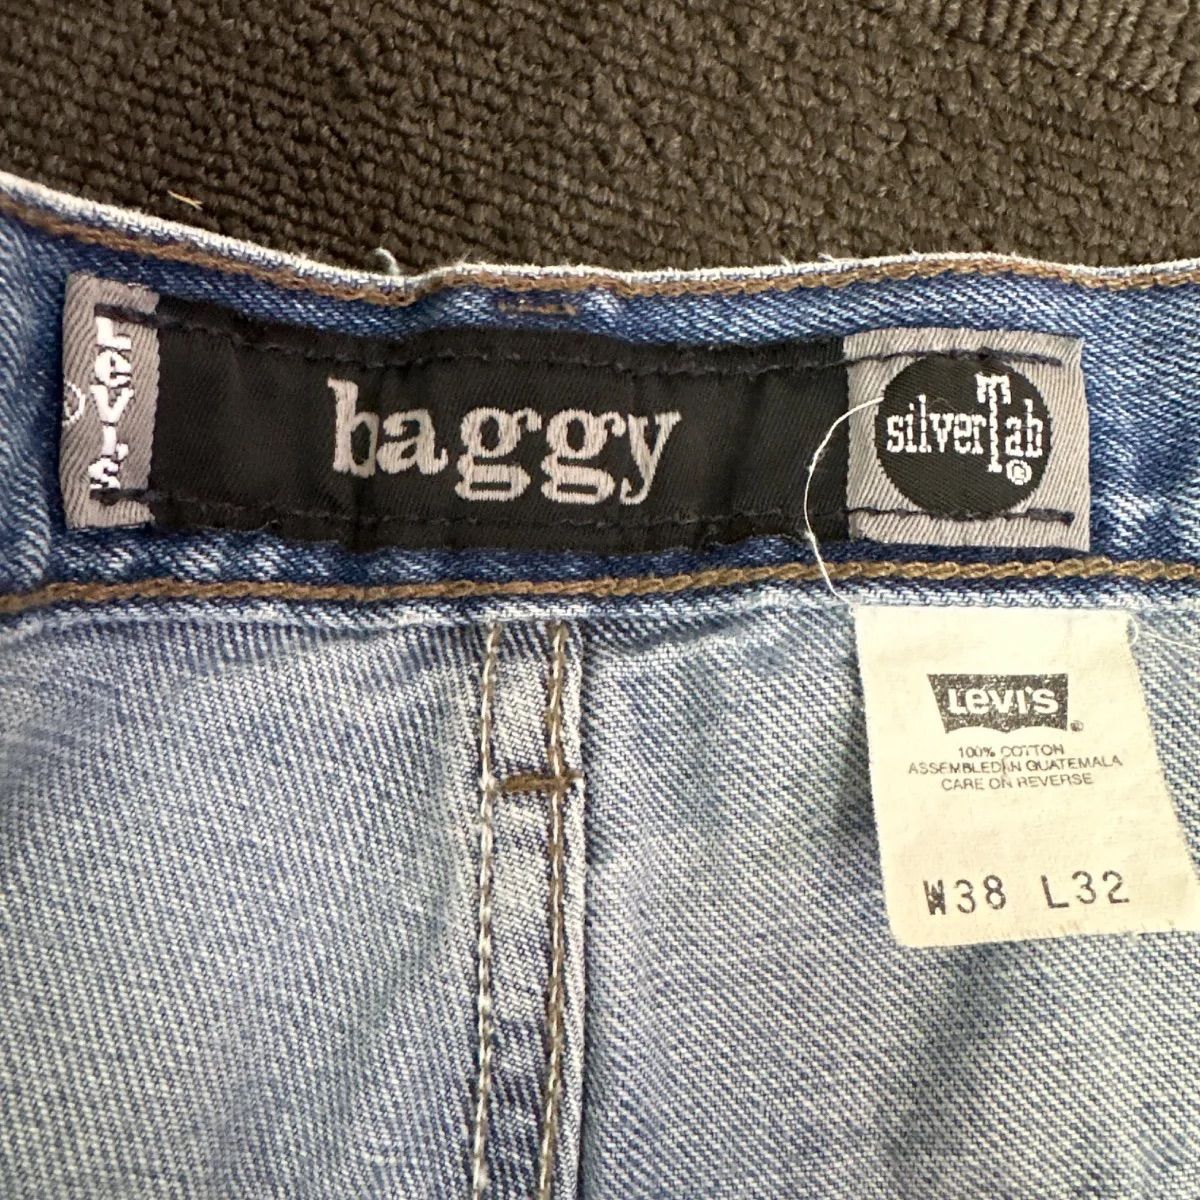 Levi's
baggy
silverTab
®
LEVI'S
®
100% COTTON
ASSEMBLED IN GUATEMALA
CARE ON REVERSE
W38 L32